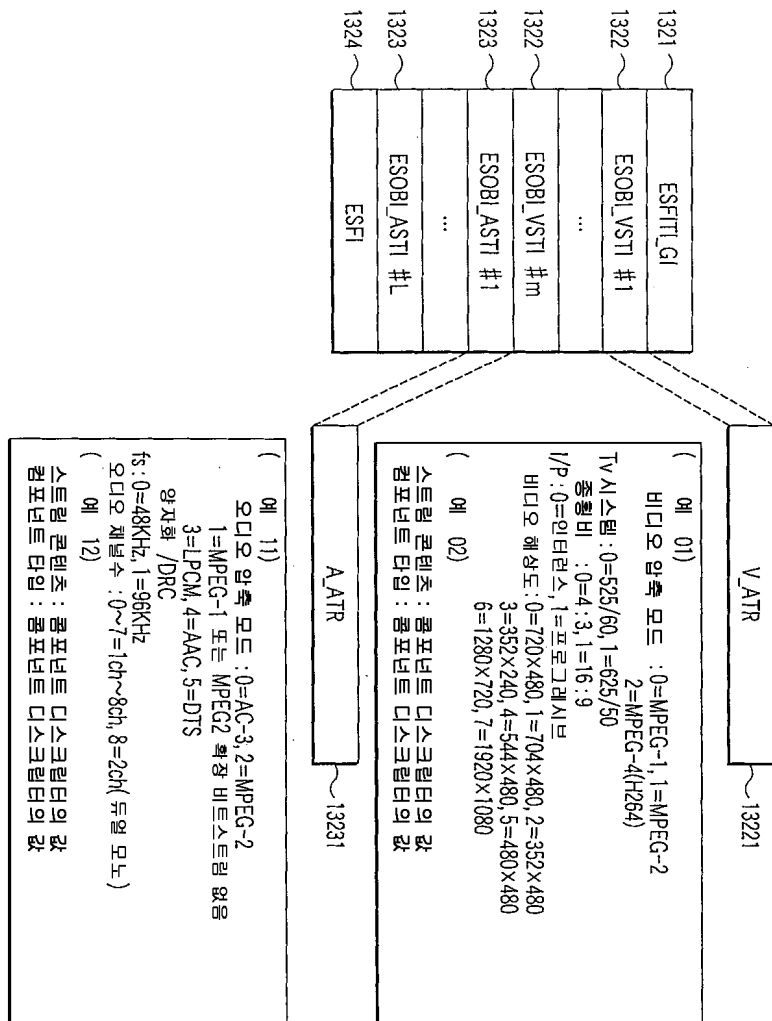 1321
ESFITI_GI
1322
ESOBI_VSTI #1
...
1322
ESOBI_VSTI #m
1323
ESOBI_ASTI #1
...
1323
ESOBI_ASTI #L
1324
ESFI
V_ATR
13221
( 예 01)
비디오 압축 모드 : 0=MPEG-1, 1=MPEG-2
2=MPEG-4(H264)
Tv시스템 : 0=525/60, 1=625/50
종횡비 : 0=4 : 3, 1=16 : 9
I/P : 0=인터런스, 1=프로그레시브
비디오 해상도 : 0=720×480, 1=704×480, 2=352×480
3=352×240, 4=544×480, 5=480×480
6=1280×720, 7=1920×1080
( 예 02)
스트림 콘텐츠 : 콤포넌트 디스크립터의 값
컴포넌트 타입 : 콤포넌트 디스크립터의 값
A_ATR
13231
( 예 11)
오디오 압축 모드 : 0=AC-3, 2=MPEG-2
1=MPEG-1 또는 MPEG2 확장 비트스트림 없음
3=LPCM, 4=AAC, 5=DTS
양자화 /DRC
fs : 0=48KHz, 1=96KHz
오디오 채널수 : 0~7=1ch~8ch, 8=2ch( 듀얼 모노 )
( 예 12)
스트림 콘텐츠 : 콤포넌트 디스크립터의 값
컴포넌트 타입 : 콤포넌트 디스크립터의 값